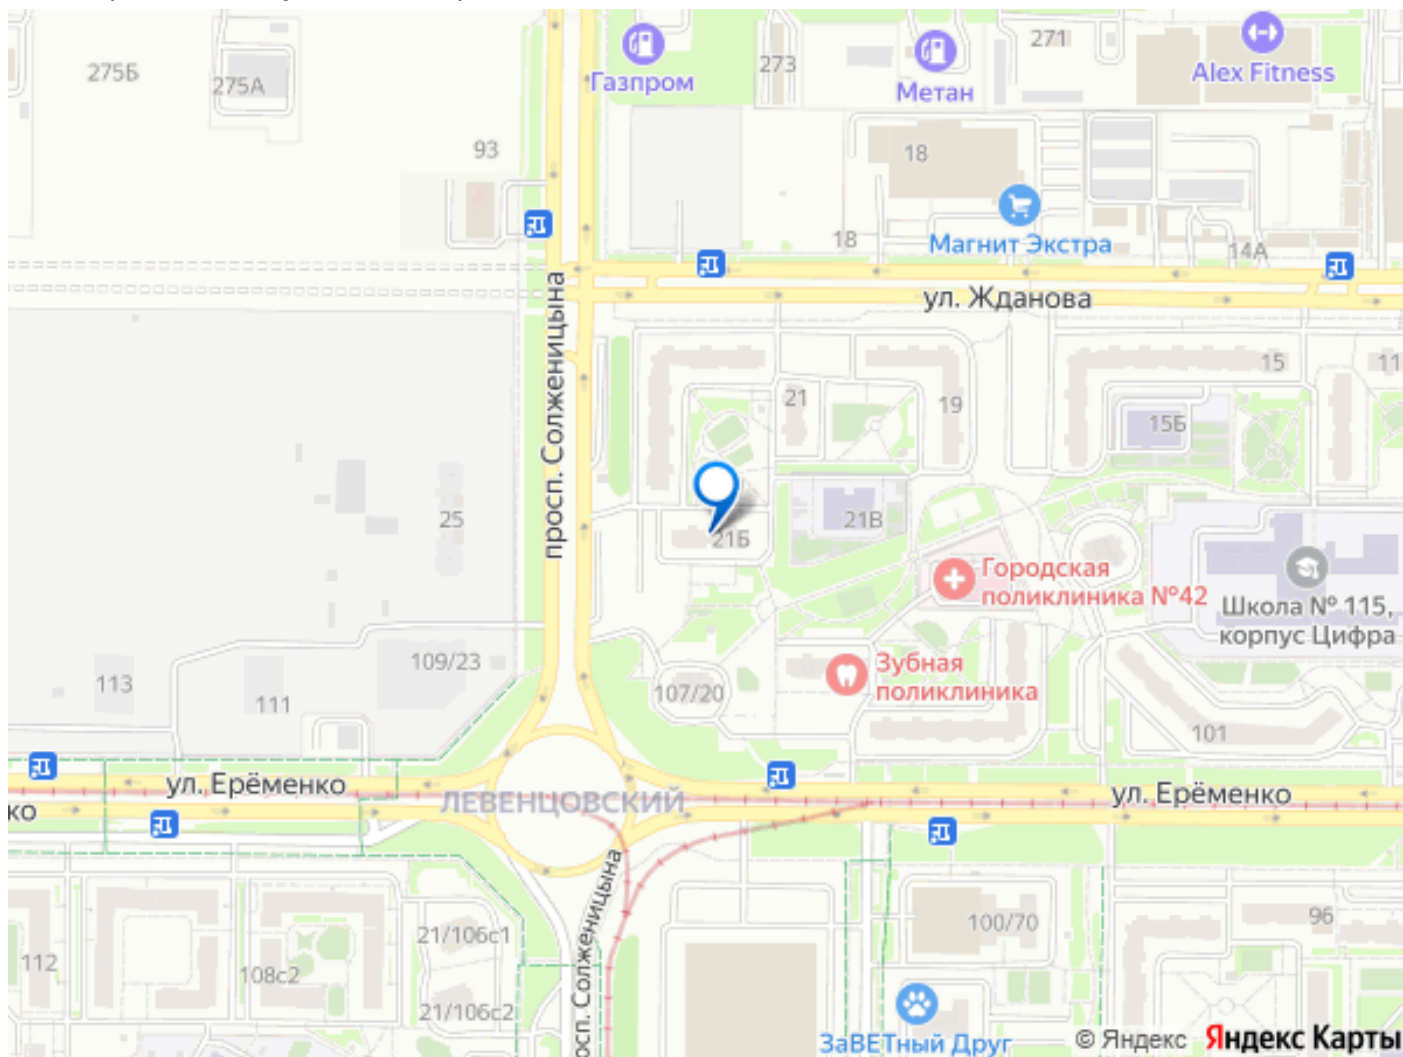 275Б
275А
93
Газпром
273
Метан
271
Alex Fitness
18
Магнит Экстра
18
14А
ул. Жданова
просп. Солженицына
21
19
15
11
15Б
25
21Б
21В
Городская
поликлиника №42
Школа № 115,
корпус Цифра
109/23
113
111
107/20
Зубная
поликлиника
101
ул. Ерёменко
ЛЕВЕНЦОВСКИЙ
ул. Ерёменко
ко
просп. Солженицына
112
108с2
21/106с1
21/106с2
100/70
96
ЗаВЕТный Друг
© Яндекс Яндекс Карты